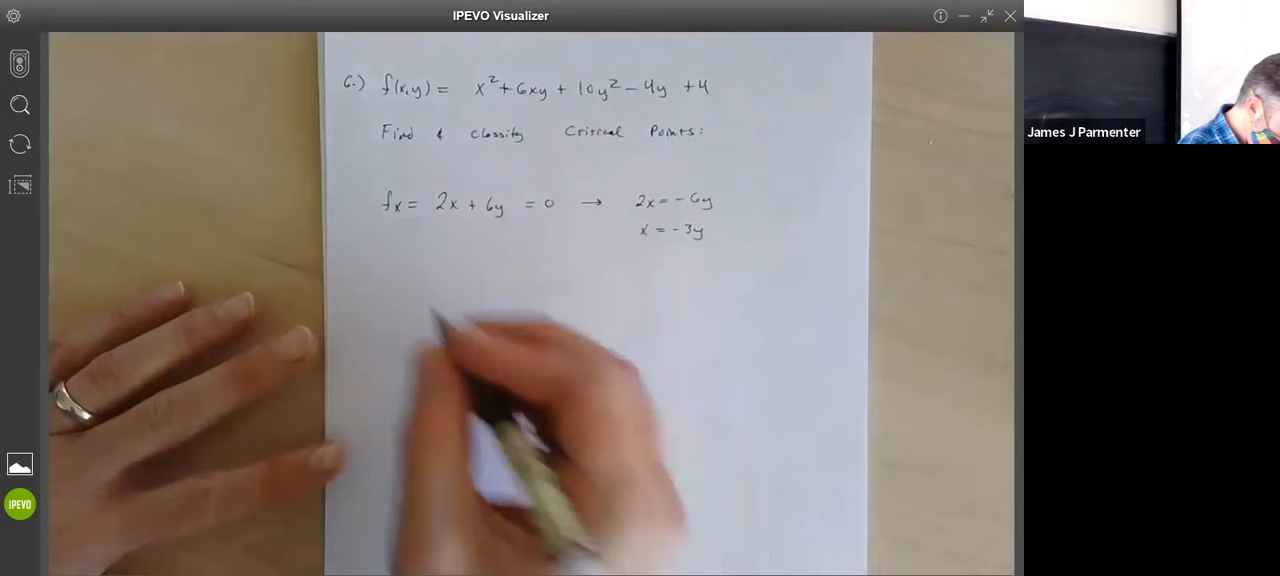 IPEVO Visualizer
6.) f(x,y) = x²+6xy + 10y² - 4y + 4
Find & classify Critical Points:
fx = 2x + 6y = 0 → 2x = -6y
x = -3y
James J Parmenter
IPEVO